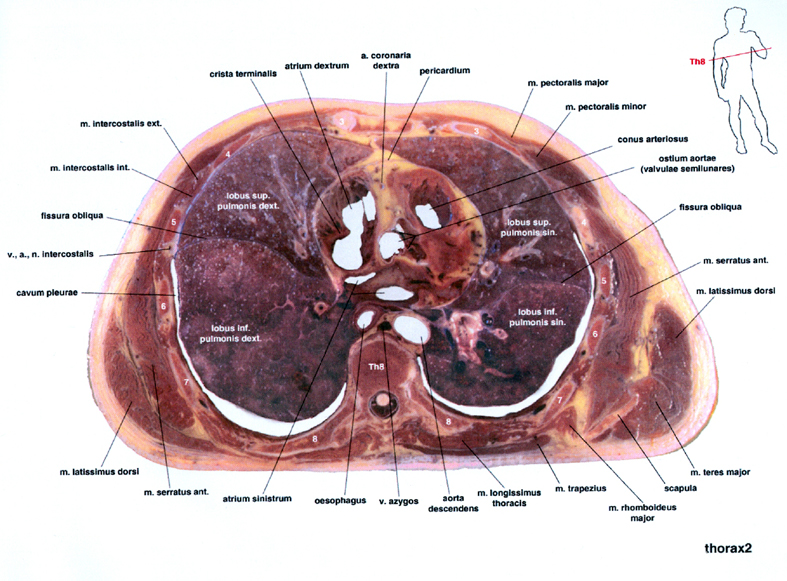 Th8
a. coronaria
dextra
atrium dextrum
crista terminalis
pericardium
m. pectoralis major
m. pectoralis minor
m. intercostalis ext.
conus arteriosus
m. intercostalis int.
ostium aortae
(valvulae semilunares)
3
3
4
lobus sup.
pulmonis dext.
fissura obliqua
fissura obliqua
5
4
lobus sup.
pulmonis sin.
v., a., n. intercostalis
m. serratus ant.
cavum pleurae
5
m. latissimus dorsi
6
lobus inf.
pulmonis dext.
lobus inf.
pulmonis sin.
6
Th8
7
7
8
8
m. latissimus dorsi
m. serratus ant.
atrium sinistrum
oesophagus
v. azygos
aorta
descendens
m. longissimus
thoracis
m. trapezius
m. rhomboideus
major
scapula
m. teres major
thorax2